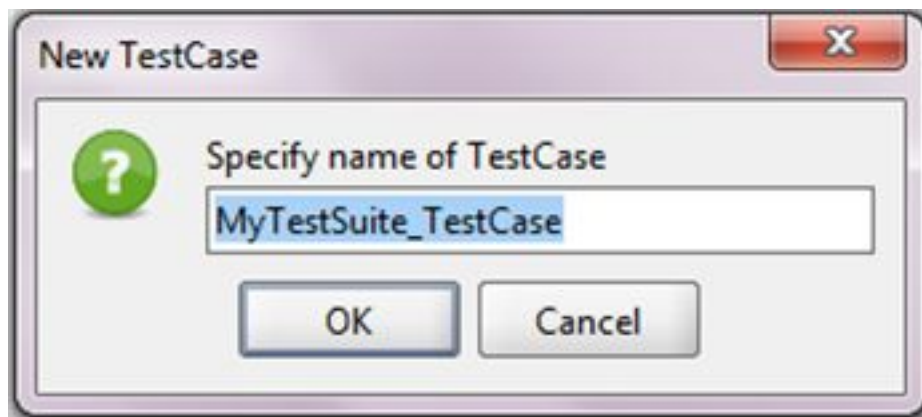 New TestCase
Specify name of TestCase
MyTestSuite_TestCase
OK Cancel